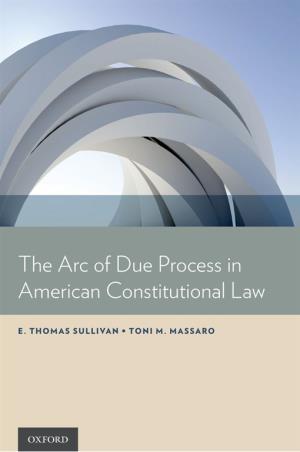 The Arc of Due Process in
American Constitutional Law
E. THOMAS SULLIVAN • TONI M. MASSARO
OXFORD